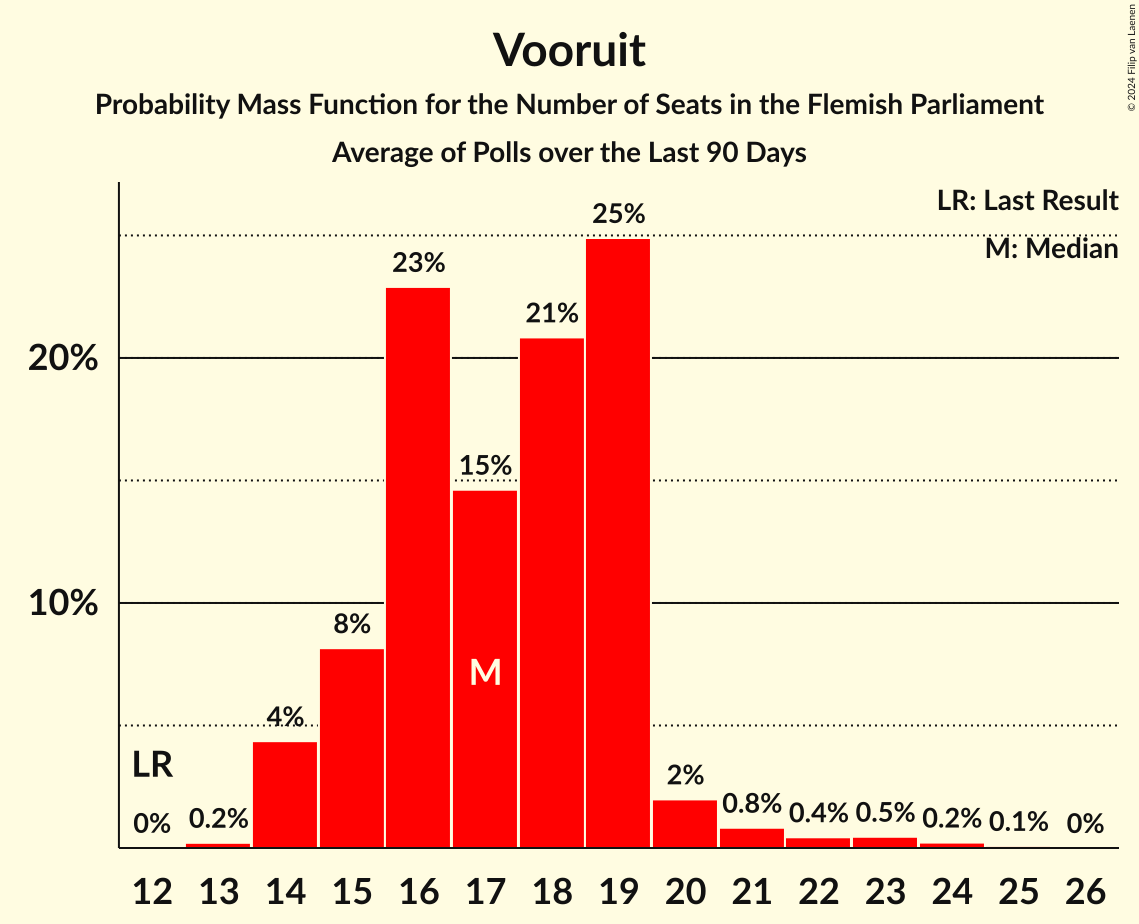 Vooruit
Probability Mass Function for the Number of Seats in the Flemish Parliament
Average of Polls over the Last 90 Days
© 2024 Filip van Laenen
LR: Last Result
M: Median
25%
23%
21%
20%
15%
10%
8%
M
4%
LR
2%
0% 0.2% 0.8% 0.4% 0.5% 0.2% 0.1% 0%
12 13 14 15 16 17 18 19 20 21 22 23 24 25 26